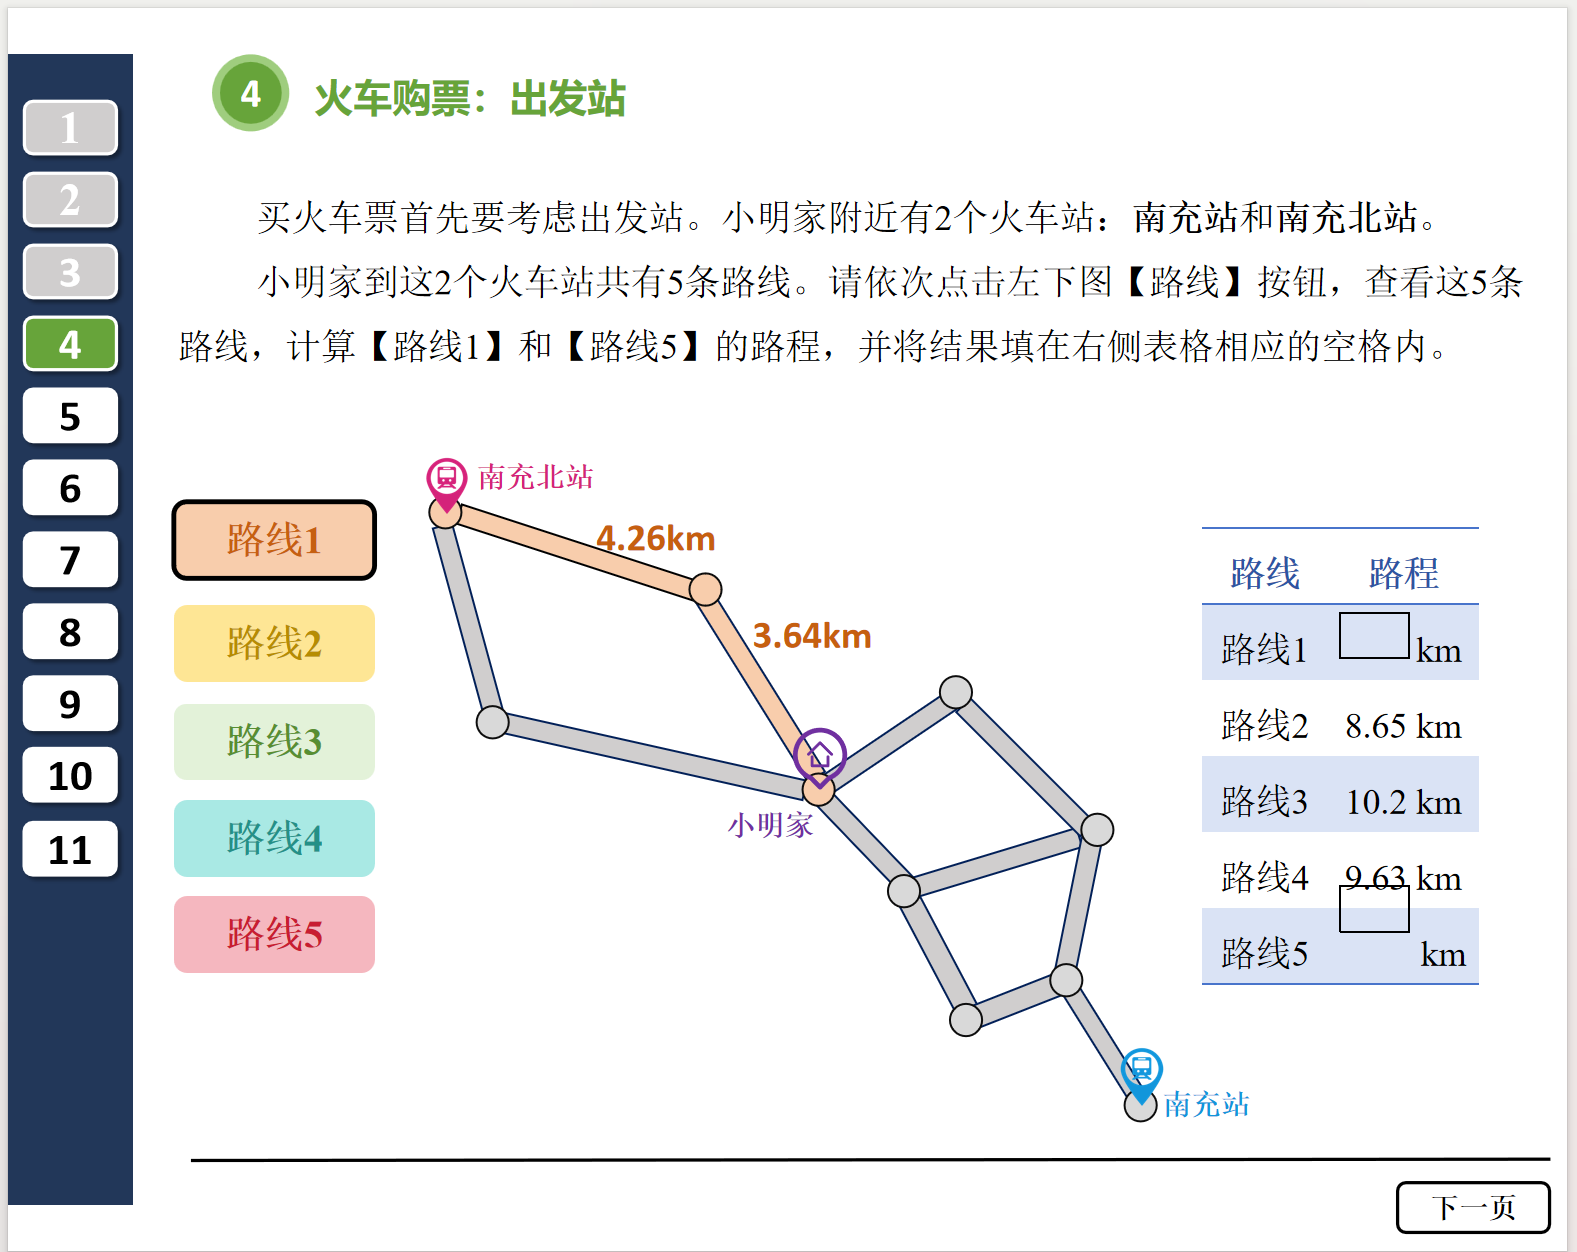 4 火车购票：出发站
买火车票首先要考虑出发站。小明家附近有2个火车站：南充站和南充北站。
小明家到这2个火车站共有5条路线。请依次点击左下图【路线】按钮，查看这5条
路线，计算【路线1】和【路线5】的路程，并将结果填在右侧表格相应的空格内。
1
2
3
4
5
6
7
8
9
10
11
路线1
路线2
路线3
路线4
路线5
南充北站
4.26km
3.64km
小明家
南充站
路线 路程
路线1 km
路线2 8.65 km
路线3 10.2 km
路线4 9.63 km
路线5 km
下一页